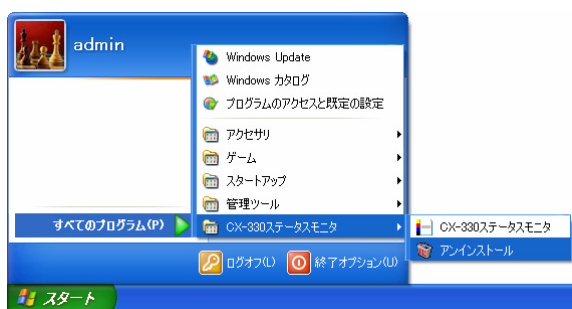 admin
Windows Update
Windows カタログ
プログラムのアクセスと既定の設定
アクセサリ
ゲーム
スタートアップ
管理ツール
すべてのプログラム(P)
CX-330ステータスモニタ
CX-330ステータスモニタ
アンインストール
ログオフ(L)
終了オプション(U)
スタート